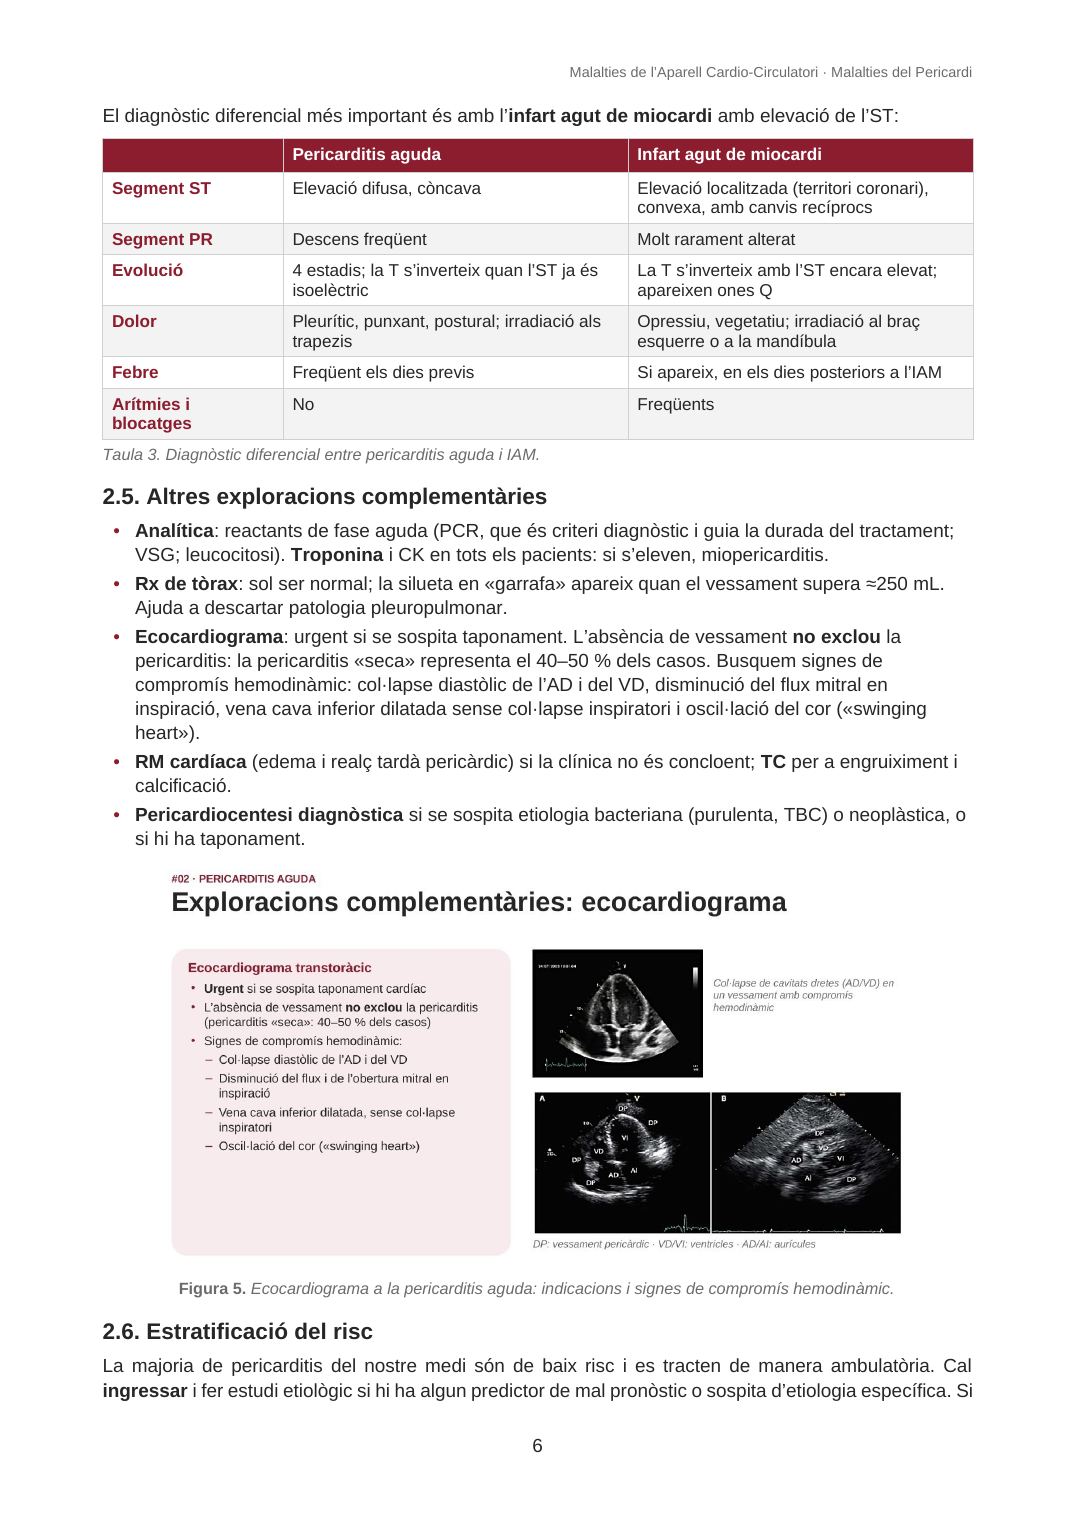 Malalties de l’Aparell Cardio-Circulatori · Malalties del Pericardi
El diagnòstic diferencial més important és amb l’infart agut de miocardi amb elevació de l’ST:
Pericarditis aguda
Infart agut de miocardi
Segment ST
Elevació difusa, còncava
Elevació localitzada (territori coronari),
convexa, amb canvis recíprocs
Segment PR
Descens freqüent
Molt rarament alterat
Evolució
4 estadis; la T s’inverteix quan l’ST ja és
isoelèctric
La T s’inverteix amb l’ST encara elevat;
apareixen ones Q
Dolor
Pleurític, punxant, postural; irradiació als
trapezis
Opressiu, vegetatiu; irradiació al braç
esquerre o a la mandíbula
Febre
Freqüent els dies previs
Si apareix, en els dies posteriors a l’IAM
Arítmies i
blocatges
No
Freqüents
Taula 3. Diagnòstic diferencial entre pericarditis aguda i IAM.
2.5. Altres exploracions complementàries
• Analítica: reactants de fase aguda (PCR, que és criteri diagnòstic i guia la durada del tractament;
VSG; leucocitosi). Troponina i CK en tots els pacients: si s’eleven, miopericarditis.
• Rx de tòrax: sol ser normal; la silueta en «garrafa» apareix quan el vessament supera ≈250 mL.
Ajuda a descartar patologia pleuropulmonar.
• Ecocardiograma: urgent si se sospita taponament. L’absència de vessament no exclou la
pericarditis: la pericarditis «seca» representa el 40–50 % dels casos. Busquem signes de
compromís hemodinàmic: col·lapse diastòlic de l’AD i del VD, disminució del flux mitral en
inspiració, vena cava inferior dilatada sense col·lapse inspiratori i oscil·lació del cor («swinging
heart»).
• RM cardíaca (edema i realç tardà pericàrdic) si la clínica no és concloent; TC per a engruiximent i
calcificació.
• Pericardiocentesi diagnòstica si se sospita etiologia bacteriana (purulenta, TBC) o neoplàstica, o
si hi ha taponament.
#02 · PERICARDITIS AGUDA
Exploracions complementàries: ecocardiograma
Ecocardiograma transtoràcic
• Urgent si se sospita taponament cardíac
• L’absència de vessament no exclou la pericarditis
(pericarditis «seca»: 40–50 % dels casos)
• Signes de compromís hemodinàmic:
– Col·lapse diastòlic de l’AD i del VD
– Disminució del flux i de l’obertura mitral en
inspiració
– Vena cava inferior dilatada, sense col·lapse
inspiratori
– Oscil·lació del cor («swinging heart»)
V
Col·lapse de cavitats dretes (AD/VD) en
un vessament amb compromís
hemodinàmic
A
V
DP
DP
VI
VD
DP
AI
AD
DP
B
DP
VD
AD
VI
AI
DP
DP: vessament pericàrdic · VD/VI: ventricles · AD/AI: aurícules
Figura 5. Ecocardiograma a la pericarditis aguda: indicacions i signes de compromís hemodinàmic.
2.6. Estratificació del risc
La majoria de pericarditis del nostre medi són de baix risc i es tracten de manera ambulatòria. Cal
ingressar i fer estudi etiològic si hi ha algun predictor de mal pronòstic o sospita d’etiologia específica. Si
6